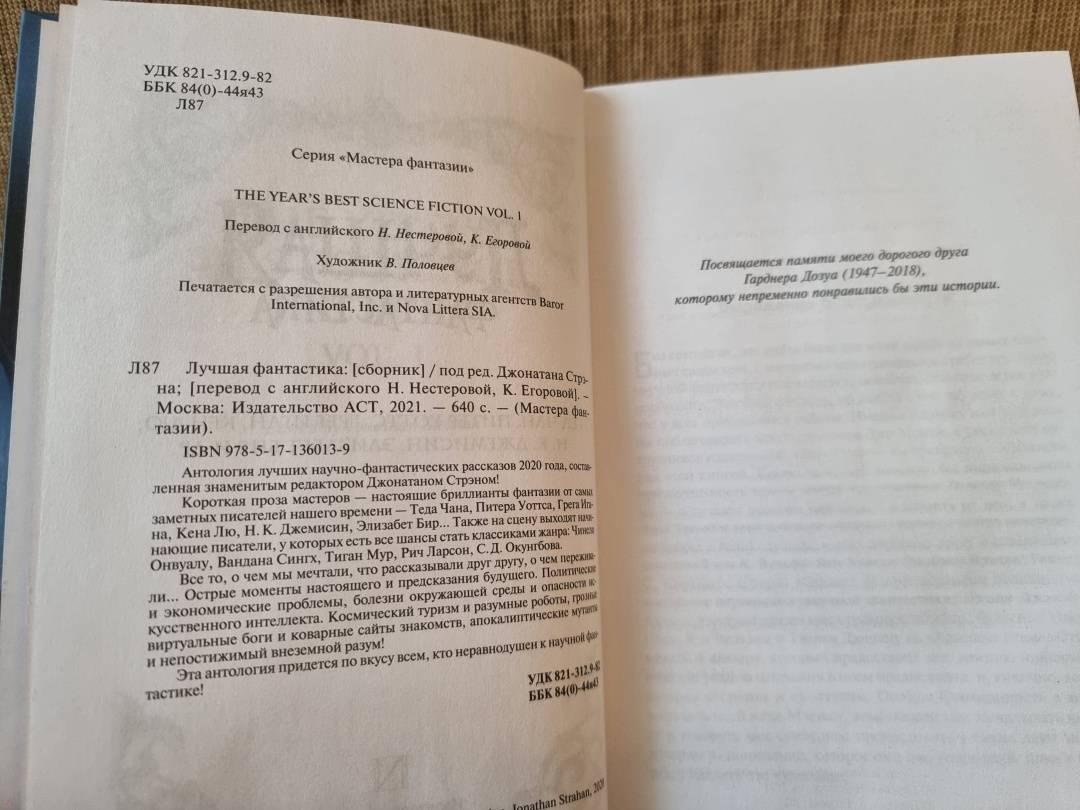 УДК 821-312.9-82
ББК 84(0)-44я43
Л87
Серия «Мастера фантазии»
THE YEAR'S BEST SCIENCE FICTION VOL. 1
Перевод с английского Н. Нестеровой, К. Егоровой
Художник В. Половцев
Печатается с разрешения автора и литературных агентств Baror
International, Inc. и Nova Littera SIA.
Л87 Лучшая фантастика: [сборник] / под ред. Джонатана Стрэ-
на; [перевод с английского Н. Нестеровой, К. Егоровой]. –
Москва: Издательство АСТ, 2021. — 640 с. — (Мастера фан-
тазии).
ISBN 978-5-17-136013-9
Антология лучших научно-фантастических рассказов 2020 года, состав-
ленная знаменитым редактором Джонатаном Стрэном!
Короткая проза мастеров — настоящие бриллианты фантазии от самых
заметных писателей нашего времени — Теда Чана, Питера Уоттса, Грега Ига-
на, Кена Лю, Н. К. Джемисин, Элизабет Бир... Также на сцену выходят начи-
нающие писатели, у которых есть все шансы стать классиками жанра: Чинело
Онвуалу, Вандана Сингх, Тиган Мур, Рич Ларсон, С. Д. Окунгбова.
Все то, о чем мы мечтали, что рассказывали друг другу, о чем пережива-
ли... Острые моменты настоящего и предсказания будущего. Политические
и экономические проблемы, болезни окружающей среды и опасности ис-
кусственного интеллекта. Космический туризм и разумные роботы, грозные
виртуальные боги и коварные сайты знакомств, апокалиптические мутанты
и непостижимый внеземной разум!
Эта антология придется по вкусу всем, кто неравнодушен к научной фан-
тастике!
УДК 821-312.9-82
ББК 84(0)-44я43
Jonathan Strahan, 2020
Посвящается памяти моего дорогого друга
Гарднера Дозуа (1947–2018),
которому непременно понравились бы эти истории.